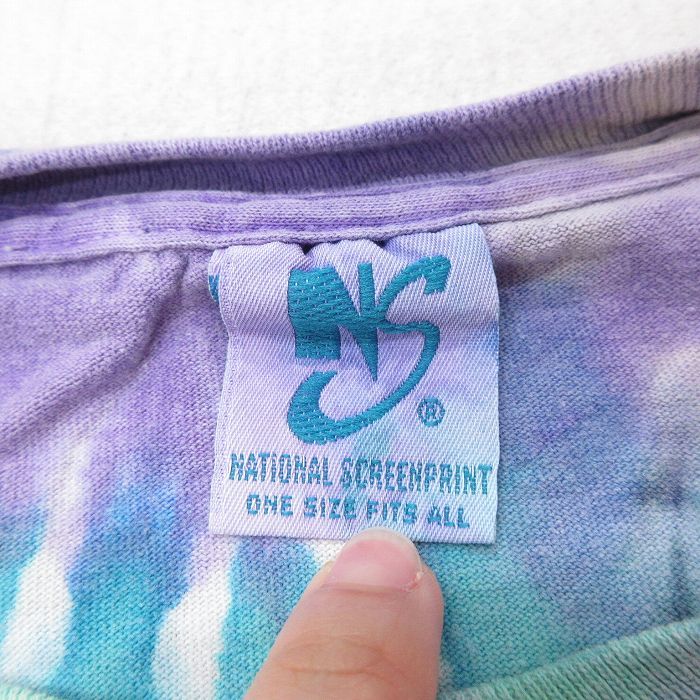 NS®
NATIONAL SCREENPRINT
ONE SIZE FITS ALL